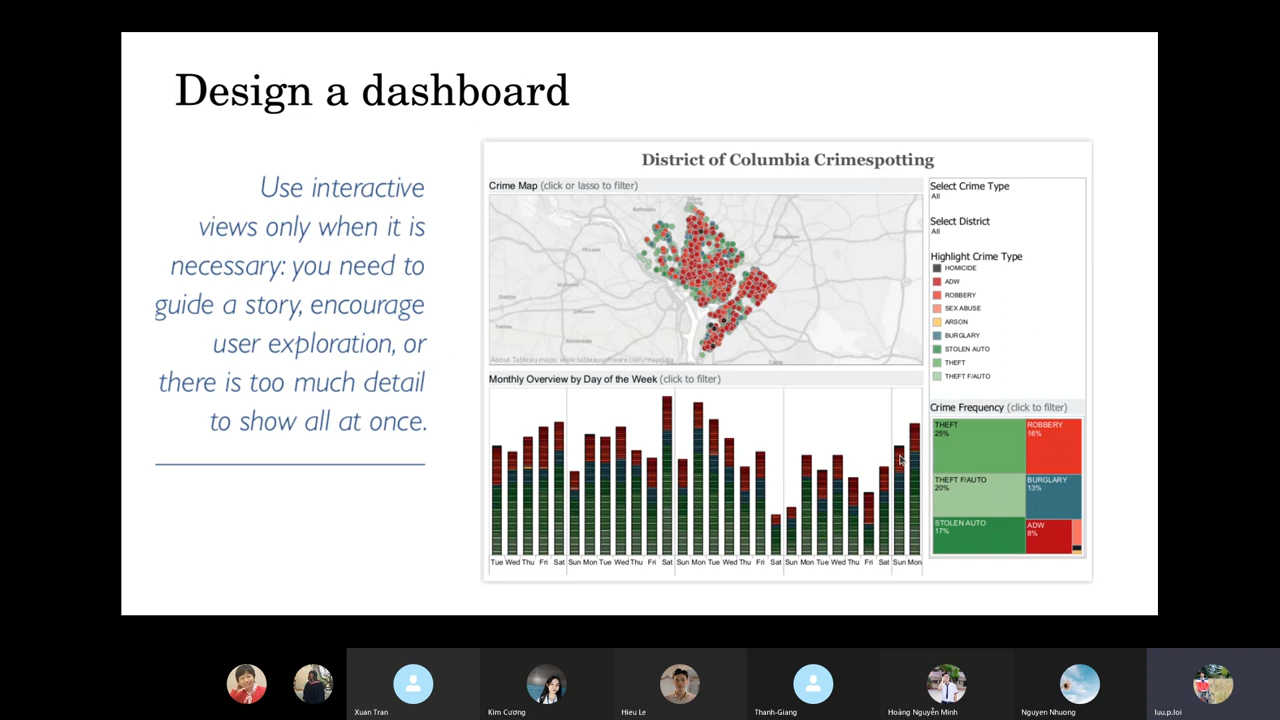 Design a dashboard
Use interactive
views only when it is
necessary: you need to
guide a story, encourage
user exploration, or
there is too much detail
to show all at once.
District of Columbia Crimespotting
Crime Map (click or lasso to filter)
About Tableau maps: www.tableausoftware.com/mapdata
Monthly Overview by Day of the Week (click to filter)
Tue Wed Thu Fri Sat Sun Mon Tue Wed Thu Fri Sat Sun Mon Tue Wed Thu Fri Sat Sun Mon Tue Wed Thu Fri Sat Sun Mon
Select Crime Type
All
Select District
All
Highlight Crime Type
HOMICIDE
ADW
ROBBERY
SEX ABUSE
ARSON
BURGLARY
STOLEN AUTO
THEFT
THEFT F/AUTO
Crime Frequency (click to filter)
THEFT
25%
ROBBERY
16%
THEFT F/AUTO
20%
BURGLARY
13%
STOLEN AUTO
17%
ADW
8%
Xuan Tran
Kim Cương
Hieu Le
Thanh-Giang
Hoàng Nguyễn Minh
Nguyen Nhuong
luu.p.loi